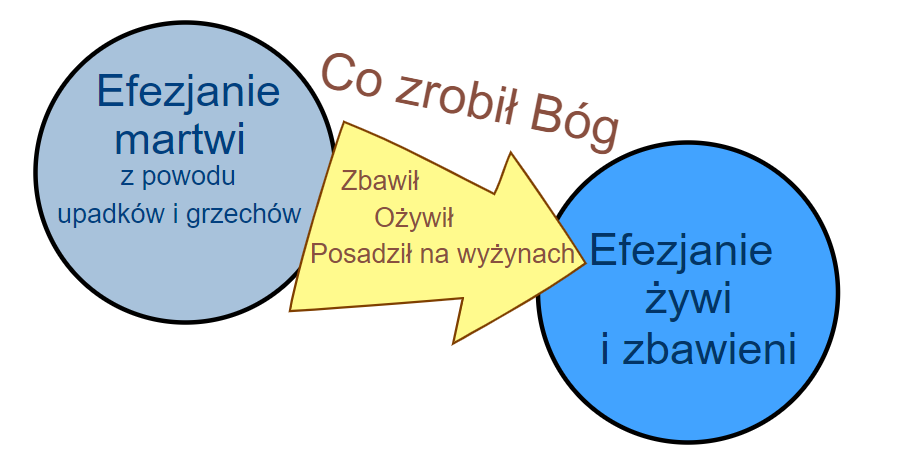 Efezjanie
martwi
z powodu
upadków i grzechów
Co zrobił Bóg
Zbawił
Ożywił
Posadził na wyżynach
Efezjanie
żywi
i zbawieni